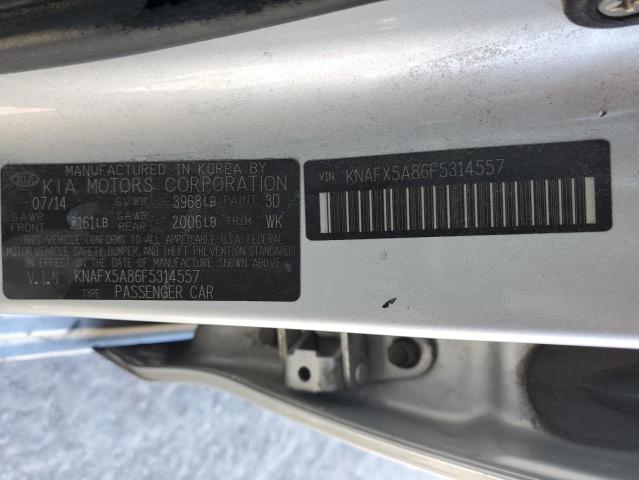 MANUFACTURED IN KOREA BY
KIA KIA MOTORS CORPORATION
07/14 GVWR 3968LB PAINT 3D
GAWR FRONT 2161LB GAWR REAR 2006LB TRIM WK
THIS VEHICLE CONFORMS TO ALL APPLICABLE U.S.A. FEDERAL
MOTOR VEHICLE SAFETY, BUMPER, AND THEFT PREVENTION STANDARDS
IN EFFECT ON THE DATE OF MANUFACTURE SHOWN ABOVE.
V.I.N KNAFX5A86F5314557
TYPE PASSENGER CAR
VIN KNAFX5A86F5314557